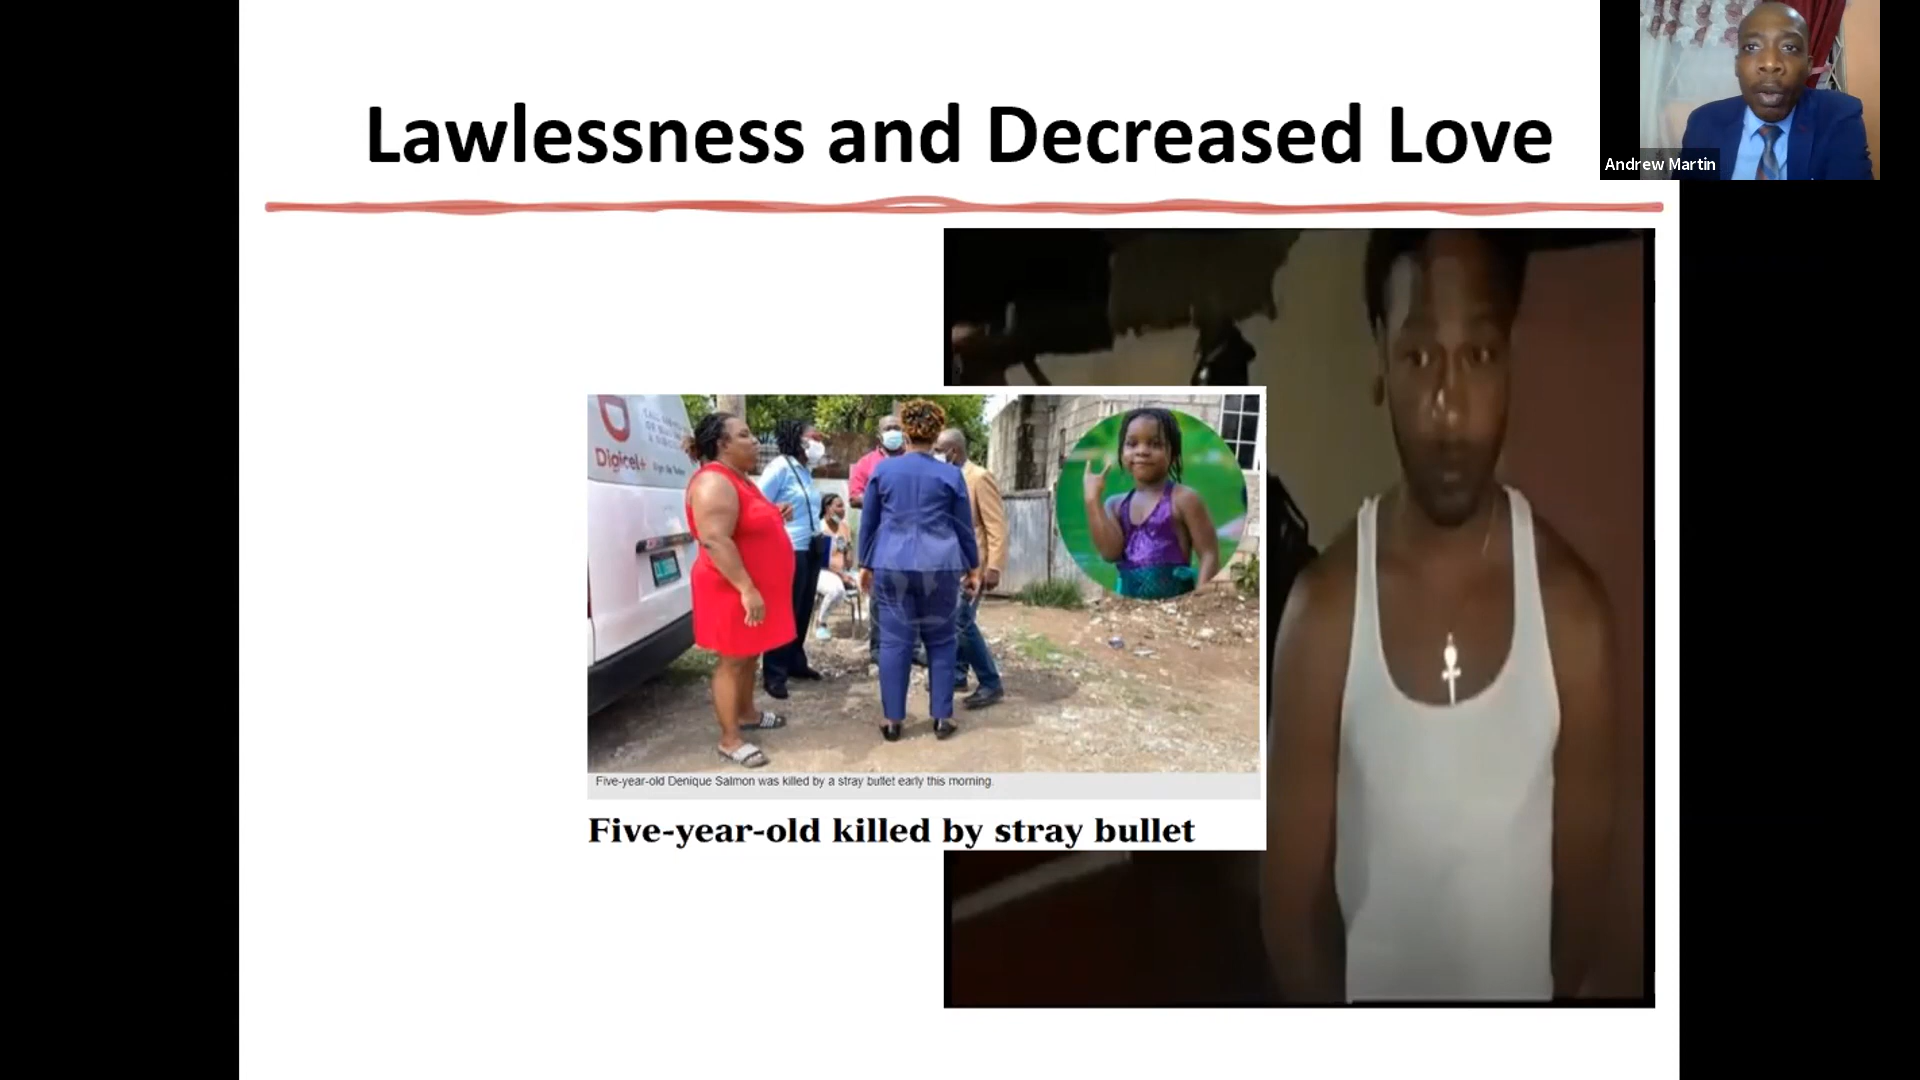 Lawlessness and Decreased Love
Andrew Martin
Digicel+
Five-year-old Denique Salmon was killed by a stray bullet early this morning.
Five-year-old killed by stray bullet